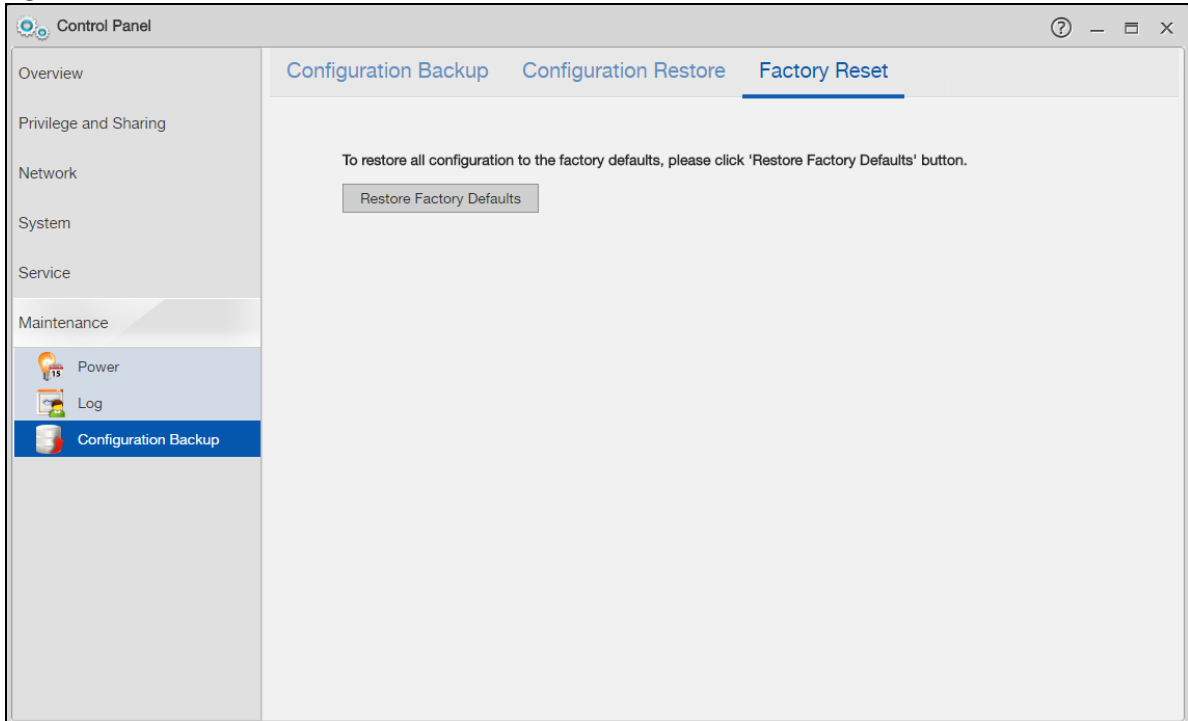 Control Panel
Overview
Privilege and Sharing
Network
System
Service
Maintenance
15
Power
Log
Configuration Backup
Configuration Backup Configuration Restore Factory Reset
To restore all configuration to the factory defaults, please click 'Restore Factory Defaults' button.
Restore Factory Defaults